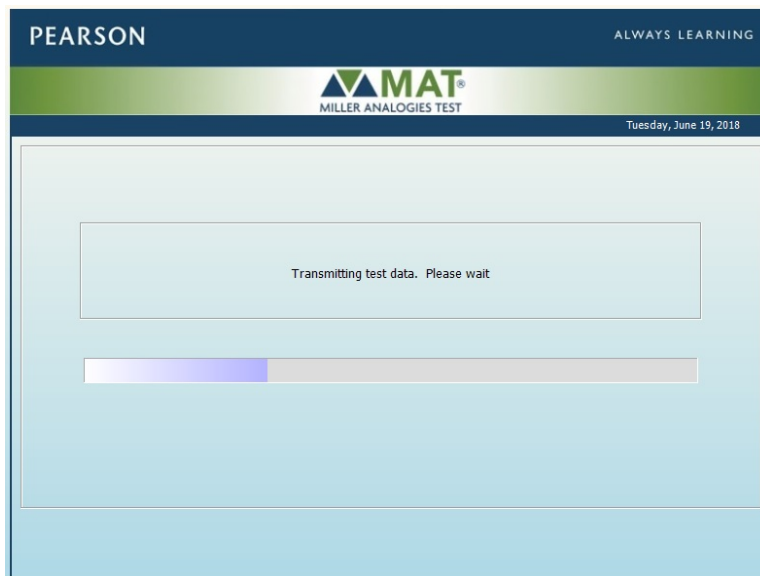 PEARSON
ALWAYS LEARNING
MAT®
MILLER ANALOGIES TEST
Tuesday, June 19, 2018
Transmitting test data.  Please wait